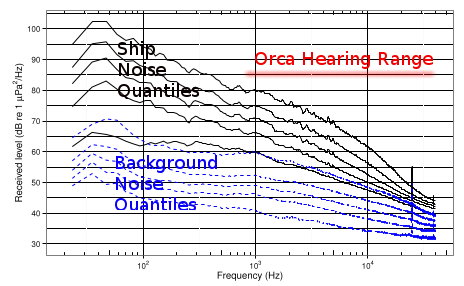 100
90
80
70
60
50
40
30
Received level (dB re 1 μPa²/Hz)
Ship
Noise
Quantiles
Orca Hearing Range
Background
Noise
Quantiles
10²
10³
10⁴
Frequency (Hz)